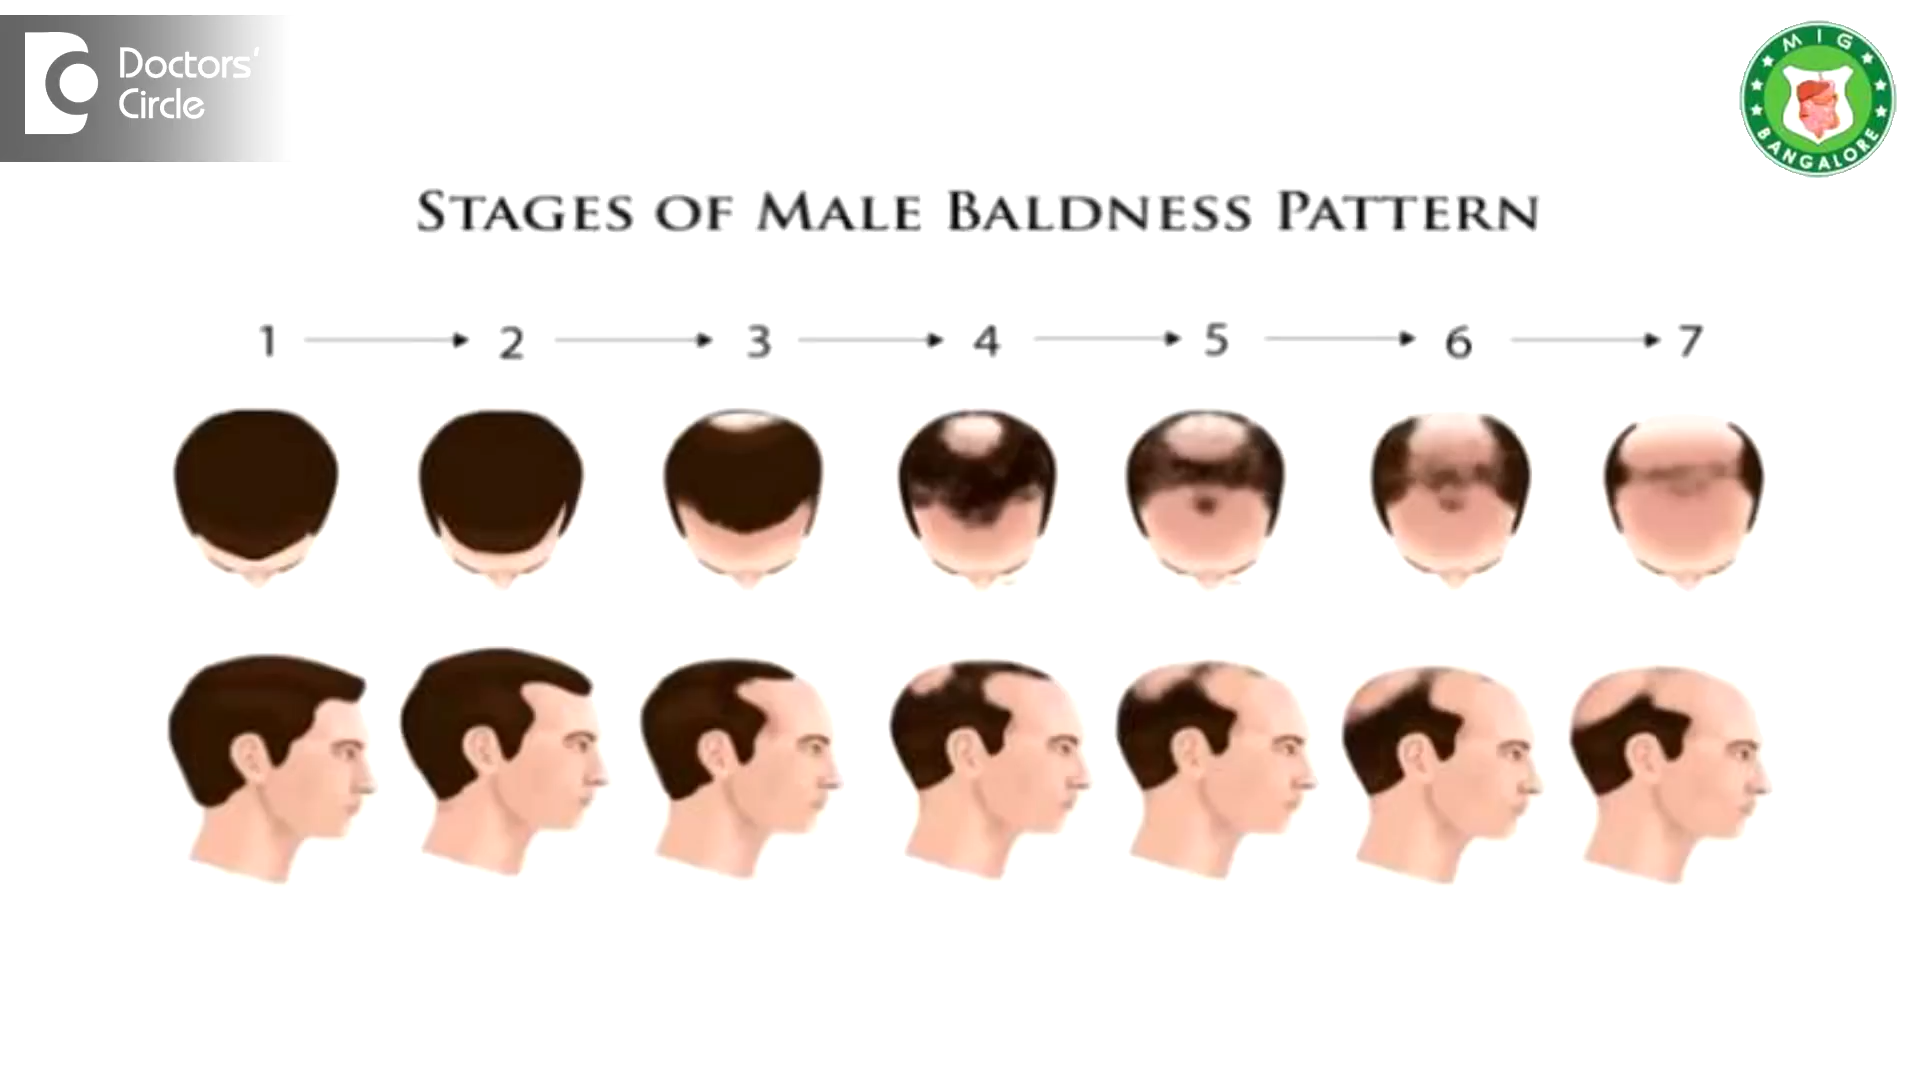 Doctors'
Circle
MIG
BANGALORE
STAGES OF MALE BALDNESS PATTERN
1 2 3 4 5 6 7